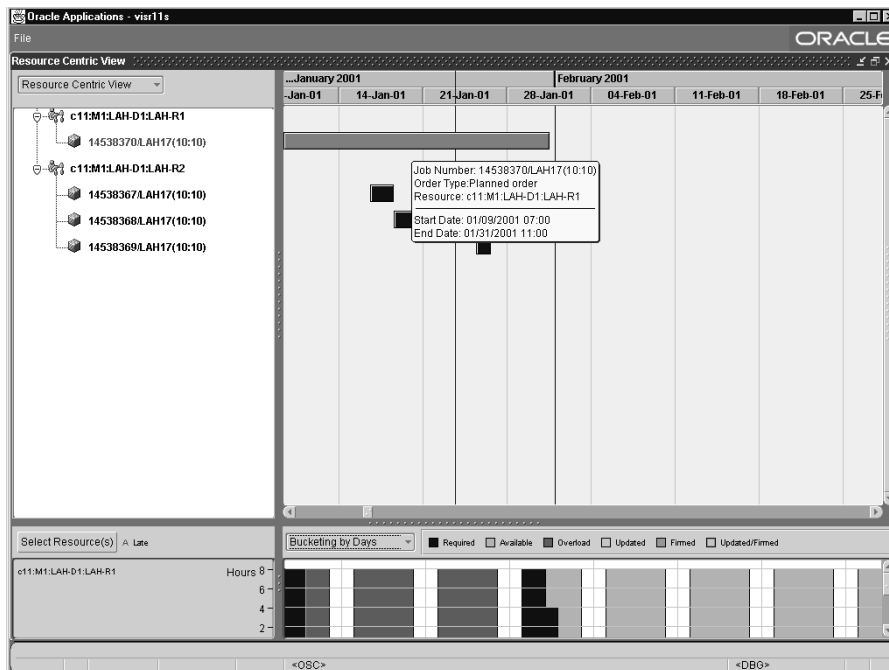 Oracle Applications - visr11s
File
ORACLE
Resource Centric View
Resource Centric View
...January 2001
February 2001
-Jan-01 14-Jan-01 21-Jan-01 28-Jan-01 04-Feb-01 11-Feb-01 18-Feb-01 25-F
c11:M1:LAH-D1:LAH-R1
14538370/LAH17(10:10)
c11:M1:LAH-D1:LAH-R2
14538367/LAH17(10:10)
14538368/LAH17(10:10)
14538369/LAH17(10:10)
Job Number: 14538370/LAH17(10:10)
Order Type:Planned order
Resource: c11:M1:LAH-D1:LAH-R1
Start Date: 01/09/2001 07:00
End Date: 01/31/2001 11:00
Select Resource(s) A Late
Bucketing by Days Required Available Overload Updated Firmed Updated/Firmed
c11:M1:LAH-D1:LAH-R1 Hours 8
6
4
2
<OSC> <DBG>